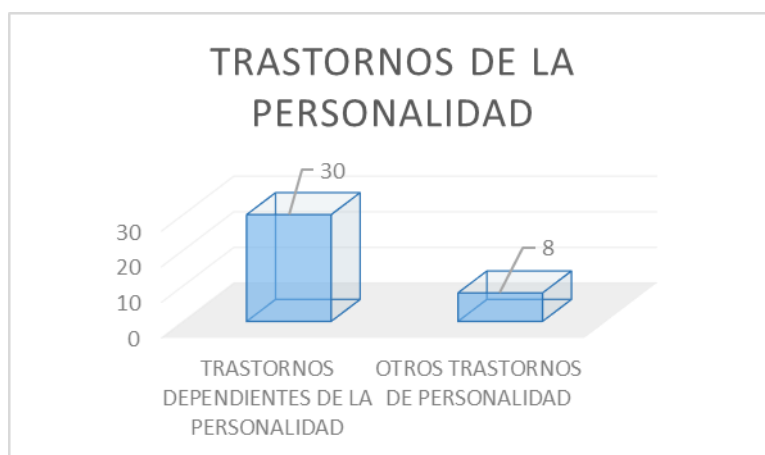 TRASTORNOS DE LA
PERSONALIDAD
30
8
30
20
10
0
TRASTORNOS
DEPENDIENTES DE LA
PERSONALIDAD
OTROS TRASTORNOS
DE PERSONALIDAD